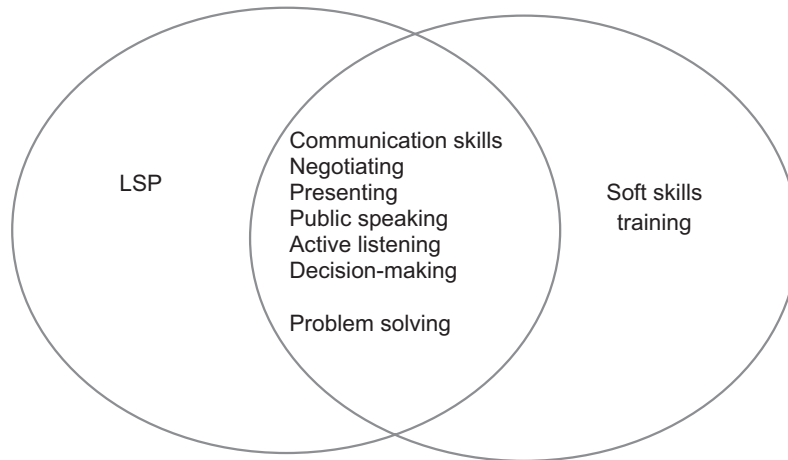 LSP
Communication skills
Negotiating
Presenting
Public speaking
Active listening
Decision-making
Problem solving
Soft skills
training